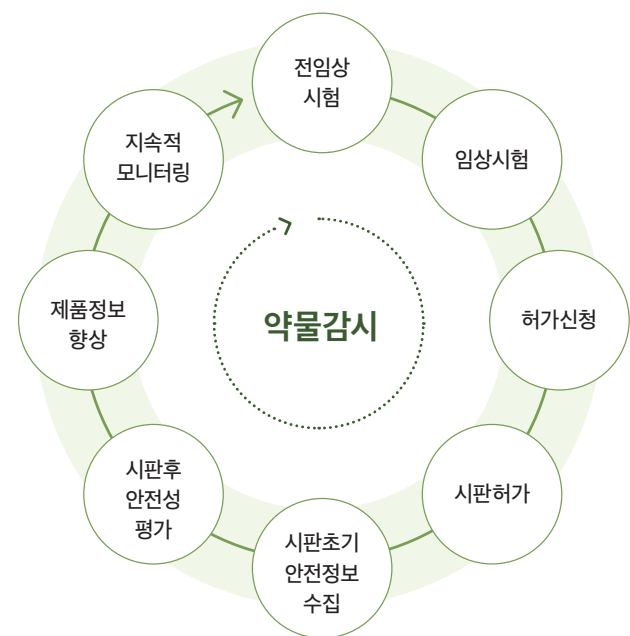 전임상
시험
임상시험
허가신청
시판허가
시판초기
안전정보
수집
시판후
안전성
평가
제품정보
향상
지속적
모니터링
약물감시